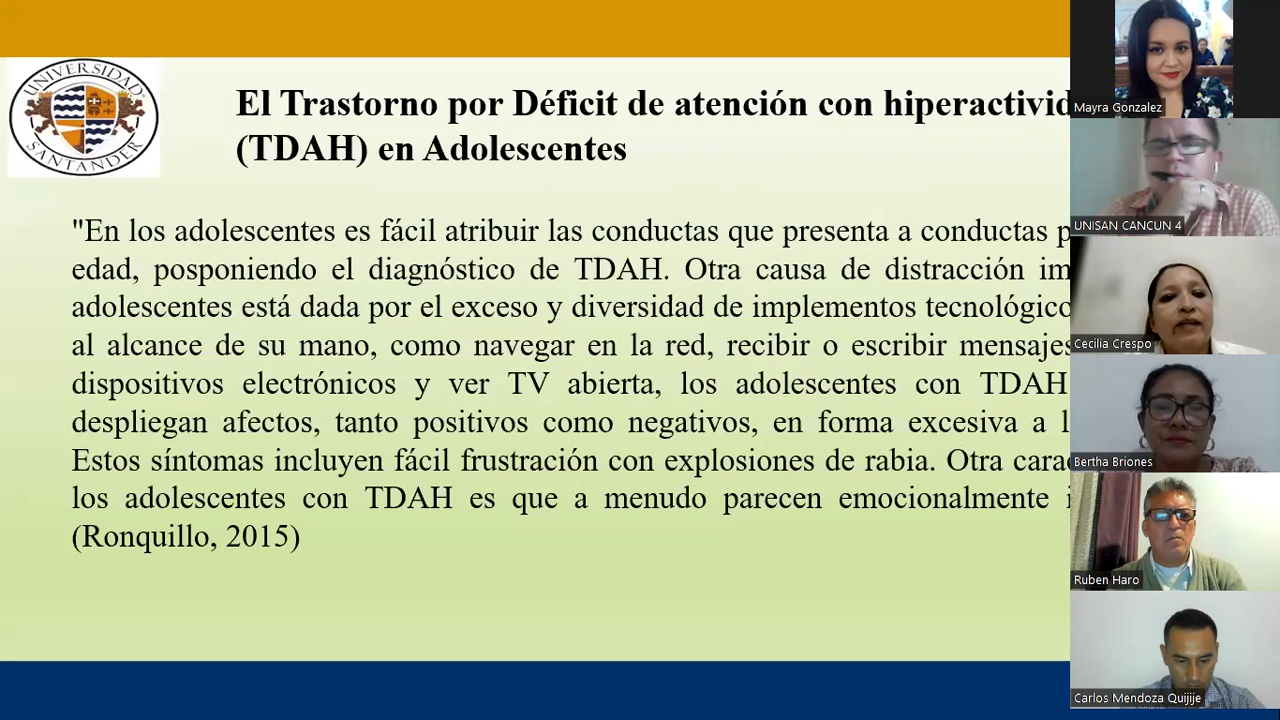 UNIVERSIDAD
SANTANDER
El Trastorno por Déficit de atención con
(TDAH) en Adolescentes
"En los adolescentes es fácil atribuir las conductas que presenta a conductas
edad, posponiendo el diagnóstico de TDAH. Otra causa de distracción
adolescentes está dada por el exceso y diversidad de implementos
al alcance de su mano, como navegar en la red, recibir o escribir mensajes
dispositivos electrónicos y ver TV abierta, los adolescentes con TDAH
despliegan afectos, tanto positivos como negativos, en forma excesiva a
Estos síntomas incluyen fácil frustración con explosiones de rabia. Otra
los adolescentes con TDAH es que a menudo parecen emocionalmente
(Ronquillo, 2015)
Mayra Gonzalez
UNISAN CANCUN 4
Cecilia Crespo
Bertha Briones
Ruben Haro
Carlos Mendoza Quijije